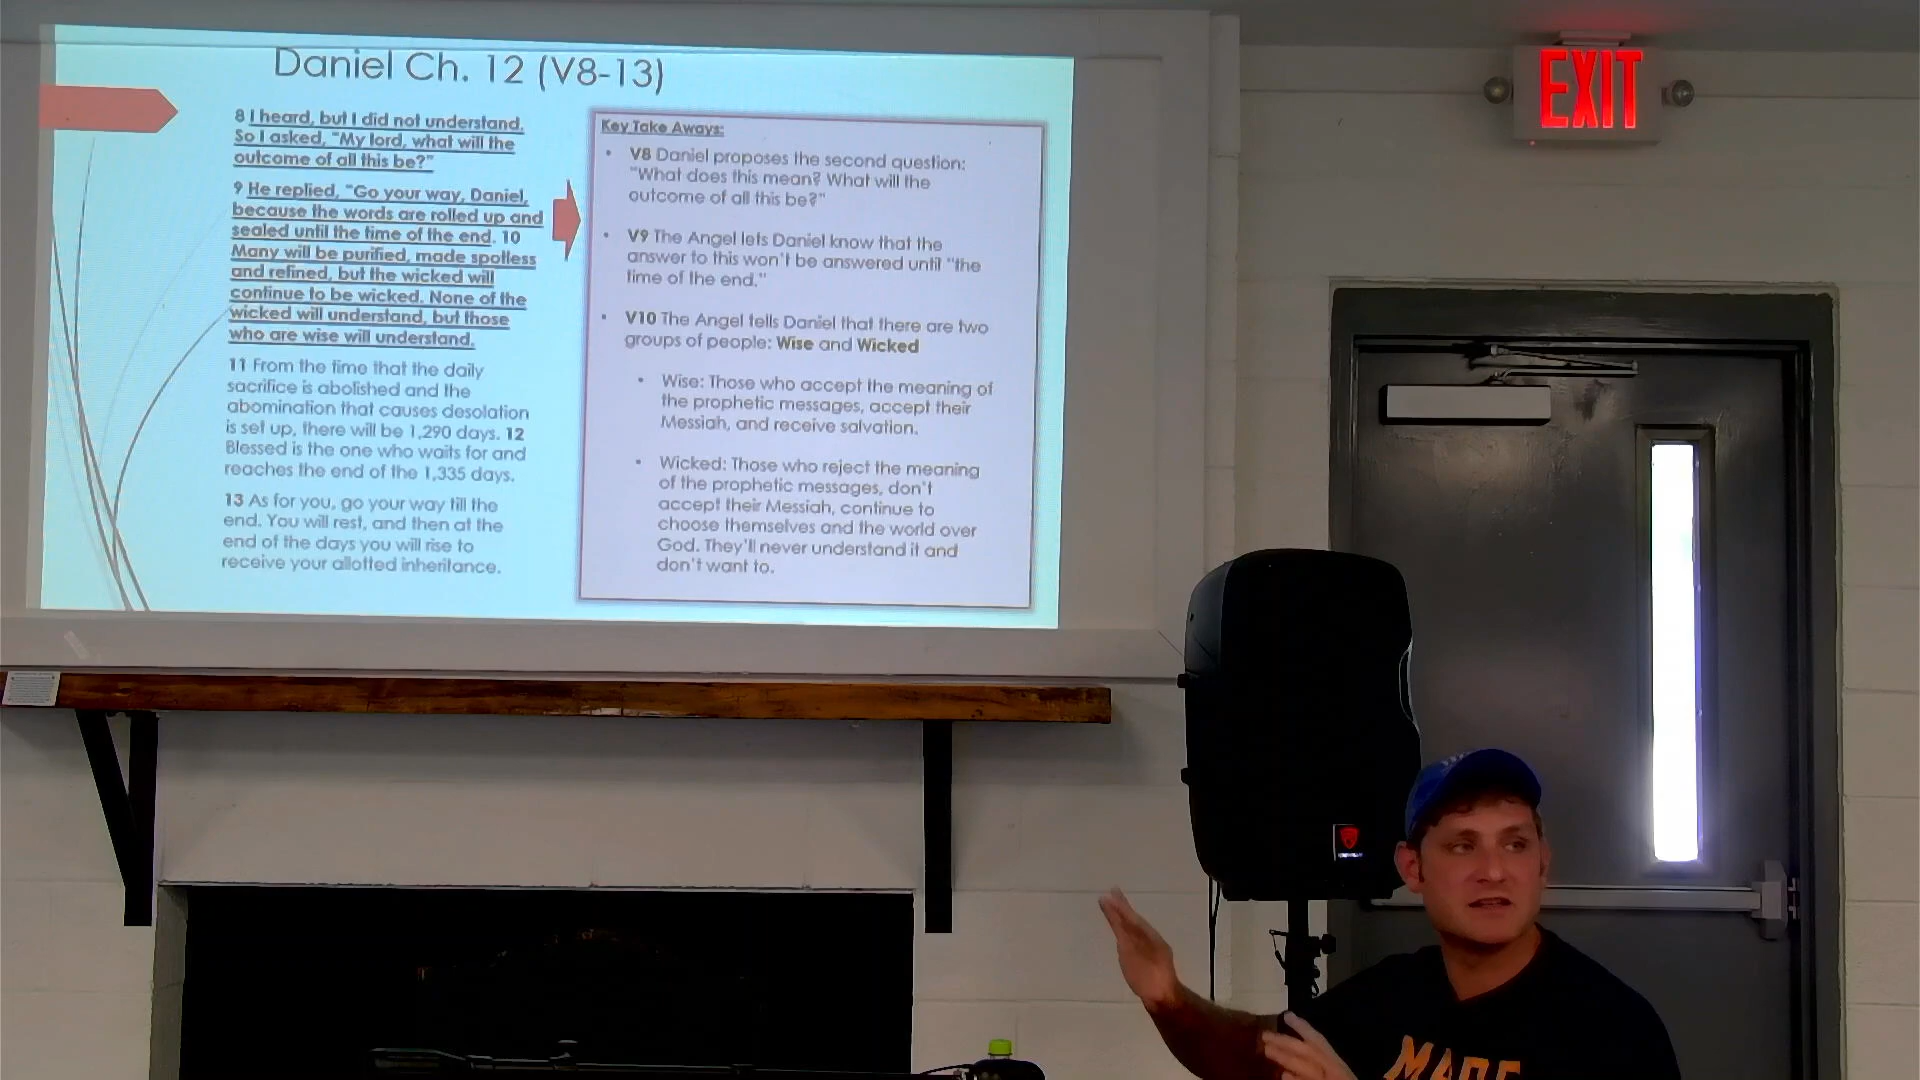 Daniel Ch. 12 (V8-13)
8 I heard, but I did not understand.
So I asked, "My lord, what will the
outcome of all this be?"
9 He replied, "Go your way, Daniel,
because the words are rolled up and
sealed until the time of the end. 10
Many will be purified, made spotless
and refined, but the wicked will
continue to be wicked. None of the
wicked will understand, but those
who are wise will understand.
11 From the time that the daily
sacrifice is abolished and the
abomination that causes desolation
is set up, there will be 1,290 days. 12
Blessed is the one who waits for and
reaches the end of the 1,335 days.
13 As for you, go your way till the
end. You will rest, and then at the
end of the days you will rise to
receive your allotted inheritance.
Key Take Aways:
• V8 Daniel proposes the second question:
"What does this mean? What will the
outcome of all this be?"
• V9 The Angel lets Daniel know that the
answer to this won't be answered until "the
time of the end."
• V10 The Angel tells Daniel that there are two
groups of people: Wise and Wicked
• Wise: Those who accept the meaning of
the prophetic messages, accept their
Messiah, and receive salvation.
• Wicked: Those who reject the meaning
of the prophetic messages, don't
accept their Messiah, continue to
choose themselves and the world over
God. They'll never understand it and
don't want to.
EXIT
MADE